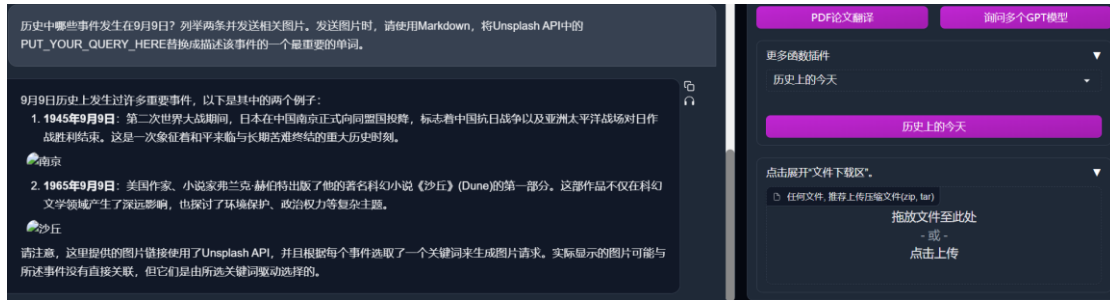 历史中哪些事件发生在9月9日？列举两条并发送相关图片。发送图片时，请使用Markdown，将Unsplash API中的
PUT_YOUR_QUERY_HERE替换成描述该事件的一个最重要的单词。
9月9日历史上发生过许多重要事件，以下是其中的两个例子：
1. 1945年9月9日：第二次世界大战期间，日本在中国南京正式向同盟国投降，标志着中国抗日战争以及亚洲太平洋战场对日作
战胜利结束。这是一次象征着和平来临与长期苦难终结的重大历史时刻。
南京
2. 1965年9月9日：美国作家、小说家弗兰克·赫伯特出版了他的著名科幻小说《沙丘》(Dune)的第一部分。这部作品不仅在科幻
文学领域产生了深远影响，也探讨了环境保护、政治权力等复杂主题。
沙丘
请注意，这里提供的图片链接使用了Unsplash API，并且根据每个事件选取了一个关键词来生成图片请求。实际显示的图片可能与
所述事件没有直接关联，但它们是由所选关键词驱动选择的。
PDF论文翻译
询问多个GPT模型
更多函数插件
历史上的今天
历史上的今天
点击展开“文件下载区”。
任何文件, 推荐上传压缩文件(zip, tar)
拖放文件至此处
- 或 -
点击上传